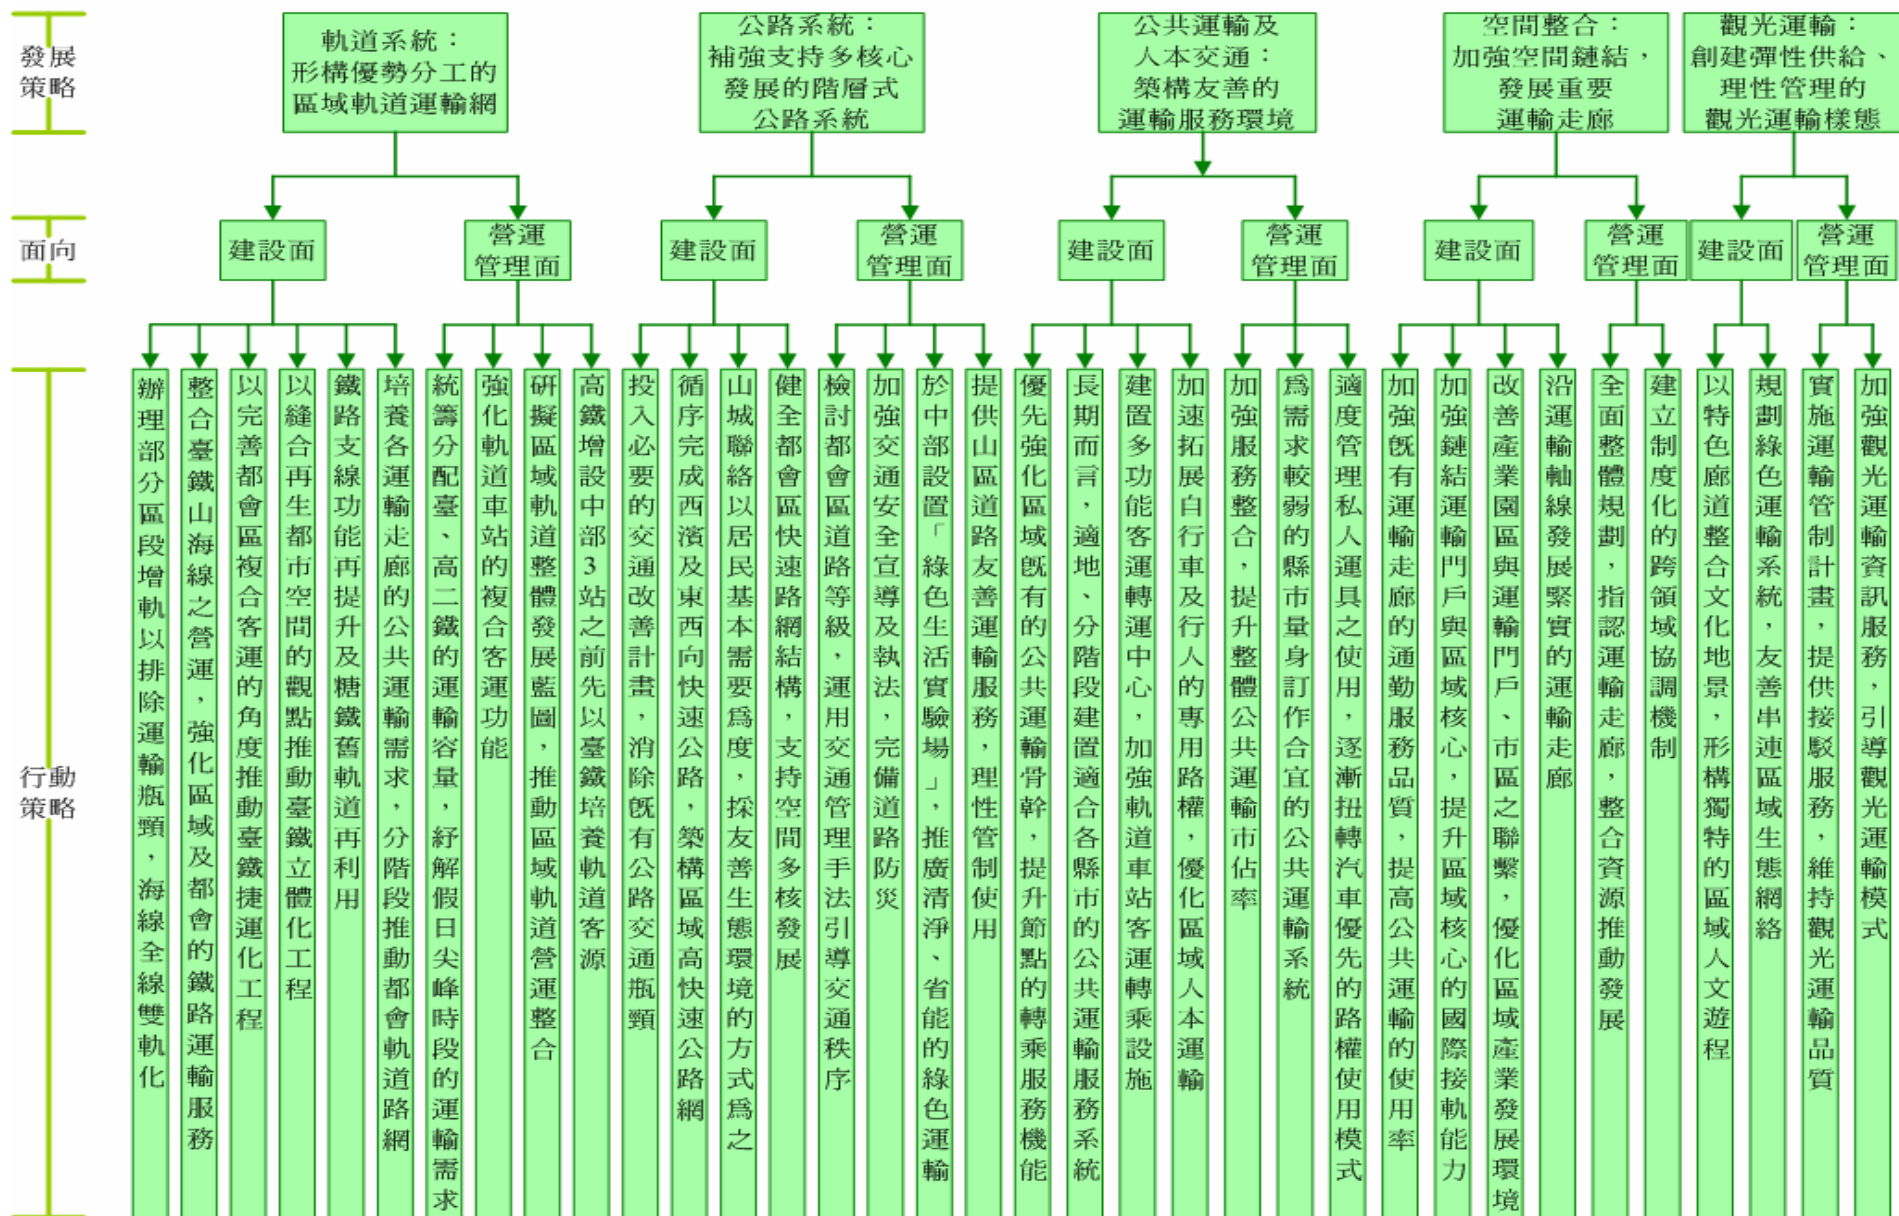 發展
策略
軌道系統：
形構優勢分工的
區域軌道運輸網
公路系統：
補強支持多核心
發展的階層式
公路系統
公共運輸及
人本交通：
築構友善的
運輸服務環境
空間整合：
加強空間鏈結，
發展重要
運輸走廊
觀光運輸：
創建彈性供給、
理性管理的
觀光運輸樣態
面向
建設面
營運
管理面
建設面
營運
管理面
建設面
營運
管理面
建設面
營運
管理面
建設面
營運
管理面
行動
策略
辦理部分區段增軌以排除運輸瓶頸，海線全線雙軌化
整合臺鐵山海線之營運，強化區域及都會的鐵路運輸服務
以完善都會區複合客運的角度推動臺鐵捷運化工程
以縫合再生都市空間的觀點推動臺鐵立體化工程
鐵路支線功能再提升及糖鐵舊軌道再利用
培養各運輸走廊的公共運輸需求，分階段推動都會軌道路網
統籌分配臺、高二鐵的運輸容量，紓解假日尖峰時段的運輸需求
強化軌道車站的複合客運功能
研擬區域軌道整體發展藍圖，推動區域軌道營運整合
高鐵增設中部3站之前先以臺鐵培養軌道客源
投入必要的交通改善計畫，消除既有公路交通瓶頸
循序完成西濱及東西向快速公路，築構區域高快速公路網
山城聯絡以居民基本需要為度，採友善生態環境的方式為之
健全都會區快速路網結構，支持空間多核發展
檢討都會區道路等級，運用交通管理手法引導交通秩序
加強交通安全宣導及執法，完備道路防災
於中部設置「綠色生活實驗場」，推廣清淨、省能的綠色運輸
提供山區道路友善運輸服務，理性管制使用
優先強化區域既有的公共運輸骨幹，提升節點的轉乘服務機能
長期而言，適地、分階段建置適合各縣市的公共運輸服務系統
建置多功能客運轉運中心，加強軌道車站客運轉乘設施
加速拓展自行車及行人的專用路權，優化區域人本運輸
加強服務整合，提升整體公共運輸市佔率
為需求較弱的縣市量身訂作合宜的公共運輸系統
適度管理私人運具之使用，逐漸扭轉汽車優先的路權使用模式
加強既有運輸走廊的通勤服務品質，提高公共運輸的使用率
加強鏈結運輸門戶與區域核心，提升區域核心的國際接軌能力
改善產業園區與運輸門戶、市區之聯繫，優化區域產業發展環境
沿運輸軸線發展緊實的運輸走廊
全面整體規劃，指認運輸走廊，整合資源推動發展
建立制度化的跨領域協調機制
以特色廊道整合文化地景，形構獨特的區域人文遊程
規劃綠色運輸系統，友善串連區域生態網絡
實施運輸管制計畫，提供接駁服務，維持觀光運輸品質
加強觀光運輸資訊服務，引導觀光運輸模式